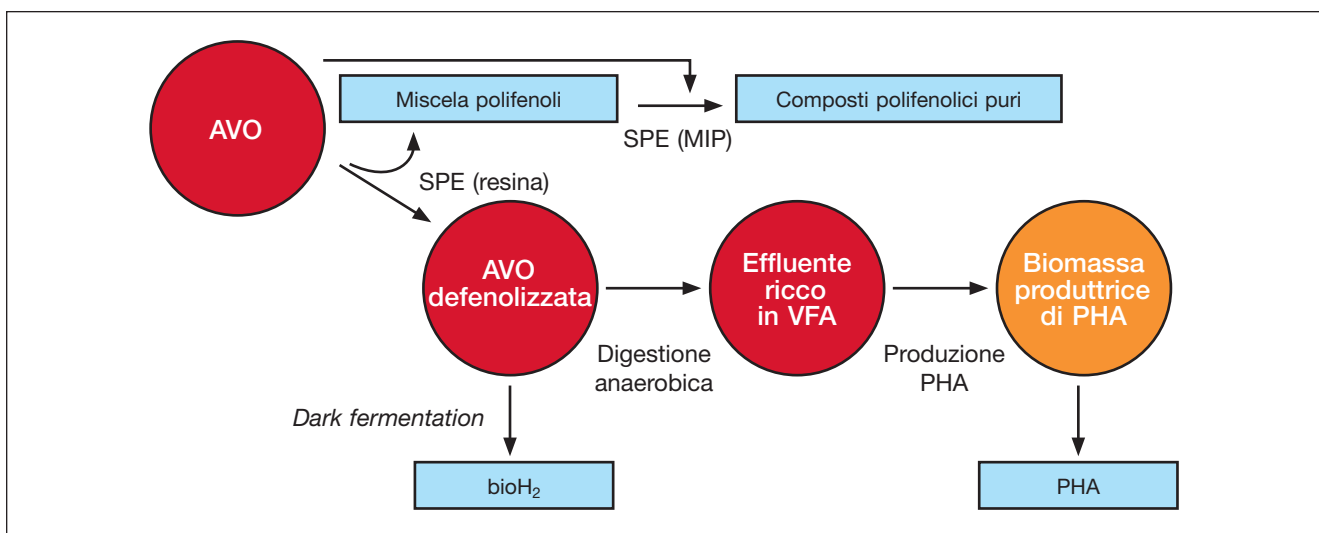 AVO
Miscela polifenoli
Composti polifenolici puri
SPE (MIP)
SPE (resina)
AVO
defenolizzata
Effluente
ricco
in VFA
Biomassa
produttrice
di PHA
Digestione
anaerobica
Produzione
PHA
Dark fermentation
bioH₂
PHA